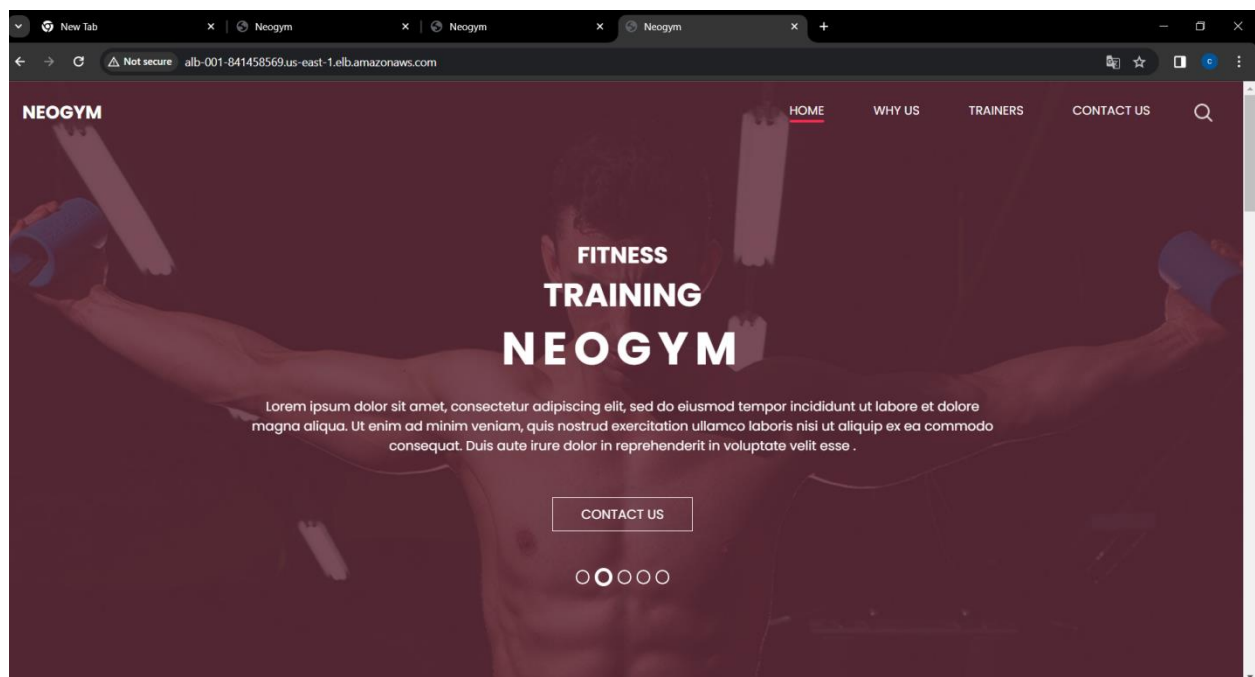 New Tab
Neogym
Neogym
Neogym
Not secure
alb-001-841458569.us-east-1.elb.amazonaws.com
C
NEOGYM
HOME
WHY US
TRAINERS
CONTACT US
FITNESS
TRAINING
NEOGYM
Lorem ipsum dolor sit amet, consectetur adipiscing elit, sed do eiusmod tempor incididunt ut labore et dolore
magna aliqua. Ut enim ad minim veniam, quis nostrud exercitation ullamco laboris nisi ut aliquip ex ea commodo
consequat. Duis aute irure dolor in reprehenderit in voluptate velit esse .
CONTACT US